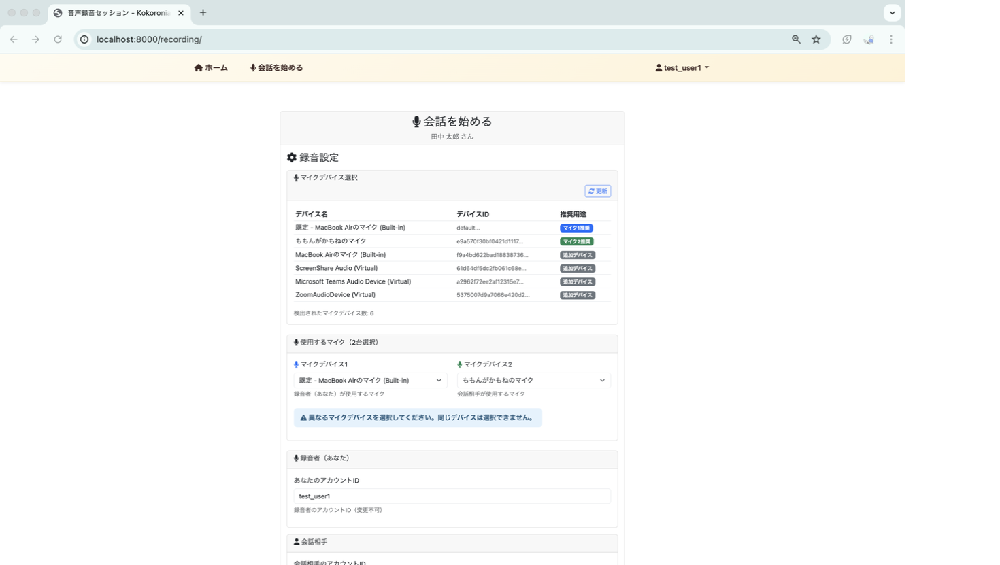 音声録音セッション - Kokoronia
localhost:8000/recording/
ホーム 会話を始める test_user1
会話を始める
田中 太郎 さん
録音設定
マイクデバイス選択
更新
デバイス名 デバイスID 推奨用途
既定 - MacBook Airのマイク (Built-in) default... マイク1推奨
ももんがかもねのマイク e9a570f30bf0421d1117... マイク2推奨
MacBook Airのマイク (Built-in) f9a4bd622bad18838736... 追加デバイス
ScreenShare Audio (Virtual) 61d64df5dc2fb061c68e... 追加デバイス
Microsoft Teams Audio Device (Virtual) a2962f72ee2af12315e7... 追加デバイス
ZoomAudioDevice (Virtual) 5375007d9a7066e420d2... 追加デバイス
検出されたマイクデバイス数: 6
使用するマイク（2台選択）
マイクデバイス1 マイクデバイス2
既定 - MacBook Airのマイク (Built-in) ももんがかもねのマイク
録音者（あなた）が使用するマイク 会話相手が使用するマイク
異なるマイクデバイスを選択してください。同じデバイスは選択できません。
録音者（あなた）
あなたのアカウントID
test_user1
録音者のアカウントID（変更不可）
会話相手
会話相手のアカウントID